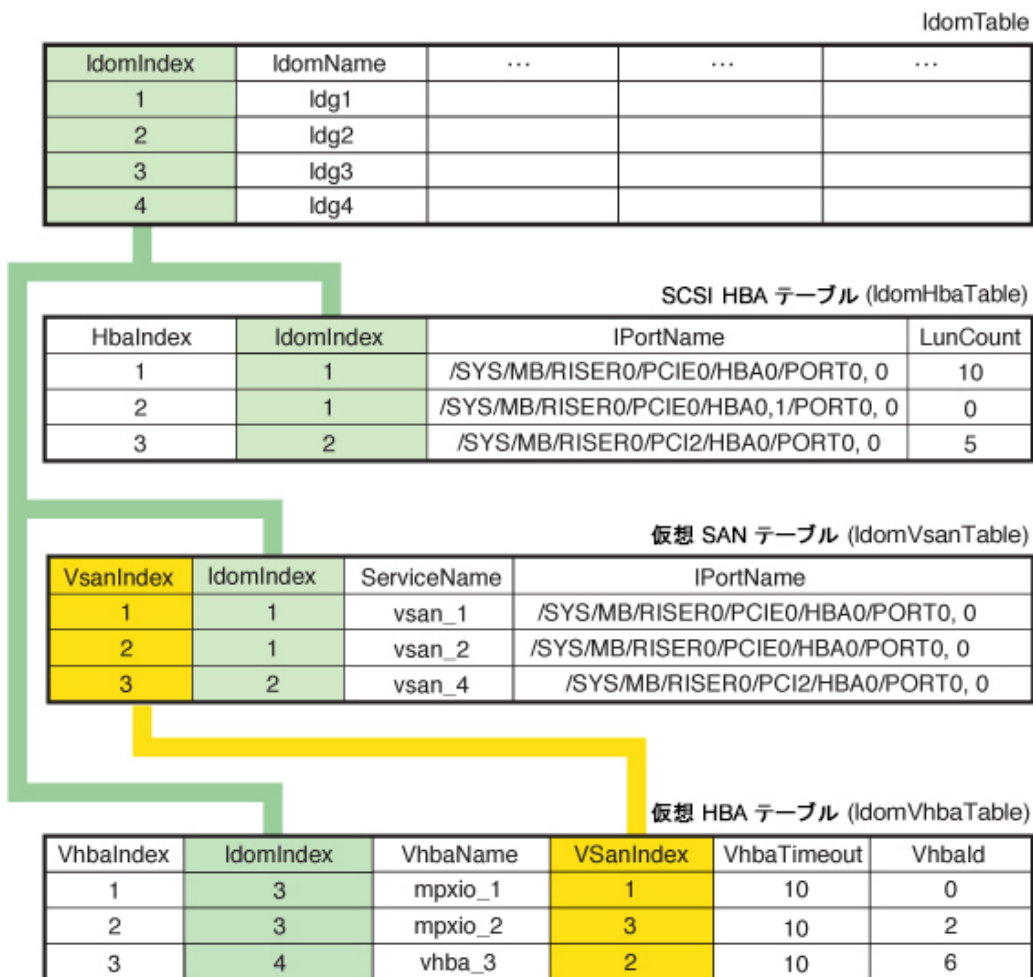 ldomTable
ldomIndex ldomName ... ... ...
1 ldg1
2 ldg2
3 ldg3
4 ldg4
SCSI HBA テーブル (ldomHbaTable)
HbaIndex ldomIndex lPortName LunCount
1 1 /SYS/MB/RISER0/PCIE0/HBA0/PORT0, 0 10
2 1 /SYS/MB/RISER0/PCIE0/HBA0,1/PORT0, 0 0
3 2 /SYS/MB/RISER0/PCI2/HBA0/PORT0, 0 5
仮想 SAN テーブル (ldomVsanTable)
VsanIndex ldomIndex ServiceName lPortName
1 1 vsan_1 /SYS/MB/RISER0/PCIE0/HBA0/PORT0, 0
2 1 vsan_2 /SYS/MB/RISER0/PCIE0/HBA0/PORT0, 0
3 2 vsan_4 /SYS/MB/RISER0/PCI2/HBA0/PORT0, 0
仮想 HBA テーブル (ldomVhbaTable)
VhbaIndex ldomIndex VhbaName VSanIndex VhbaTimeout VhbaId
1 3 mpxio_1 1 10 0
2 3 mpxio_2 3 10 2
3 4 vhba_3 2 10 6